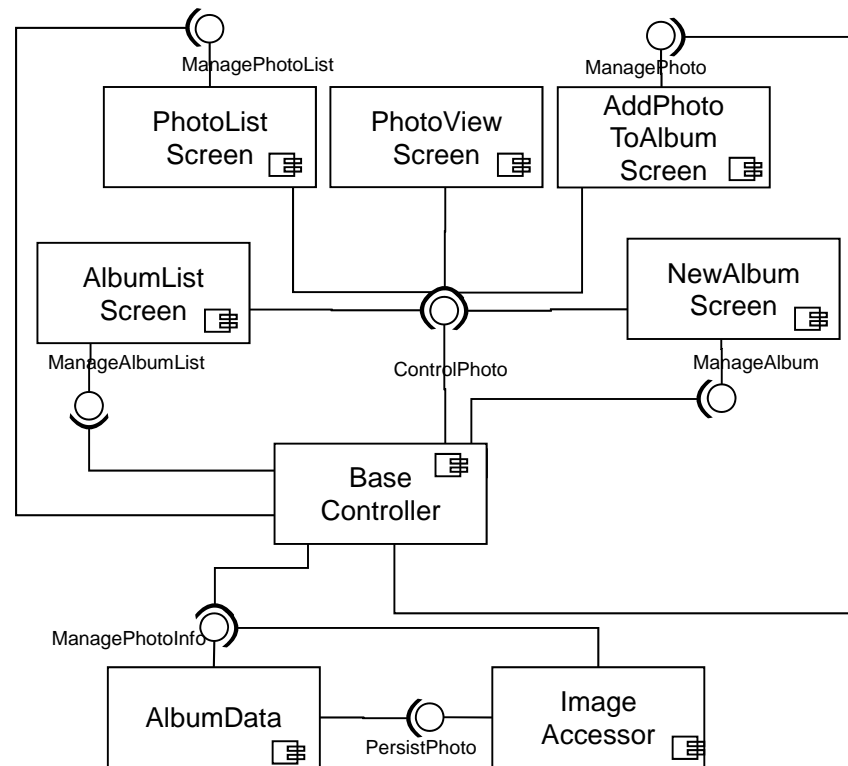 ManagePhotoList
ManagePhoto
PhotoList
Screen
PhotoView
Screen
AddPhoto
ToAlbum
Screen
AlbumList
Screen
NewAlbum
Screen
ManageAlbumList
ControlPhoto
ManageAlbum
Base
Controller
ManagePhotoInfo
AlbumData
PersistPhoto
Image
Accessor